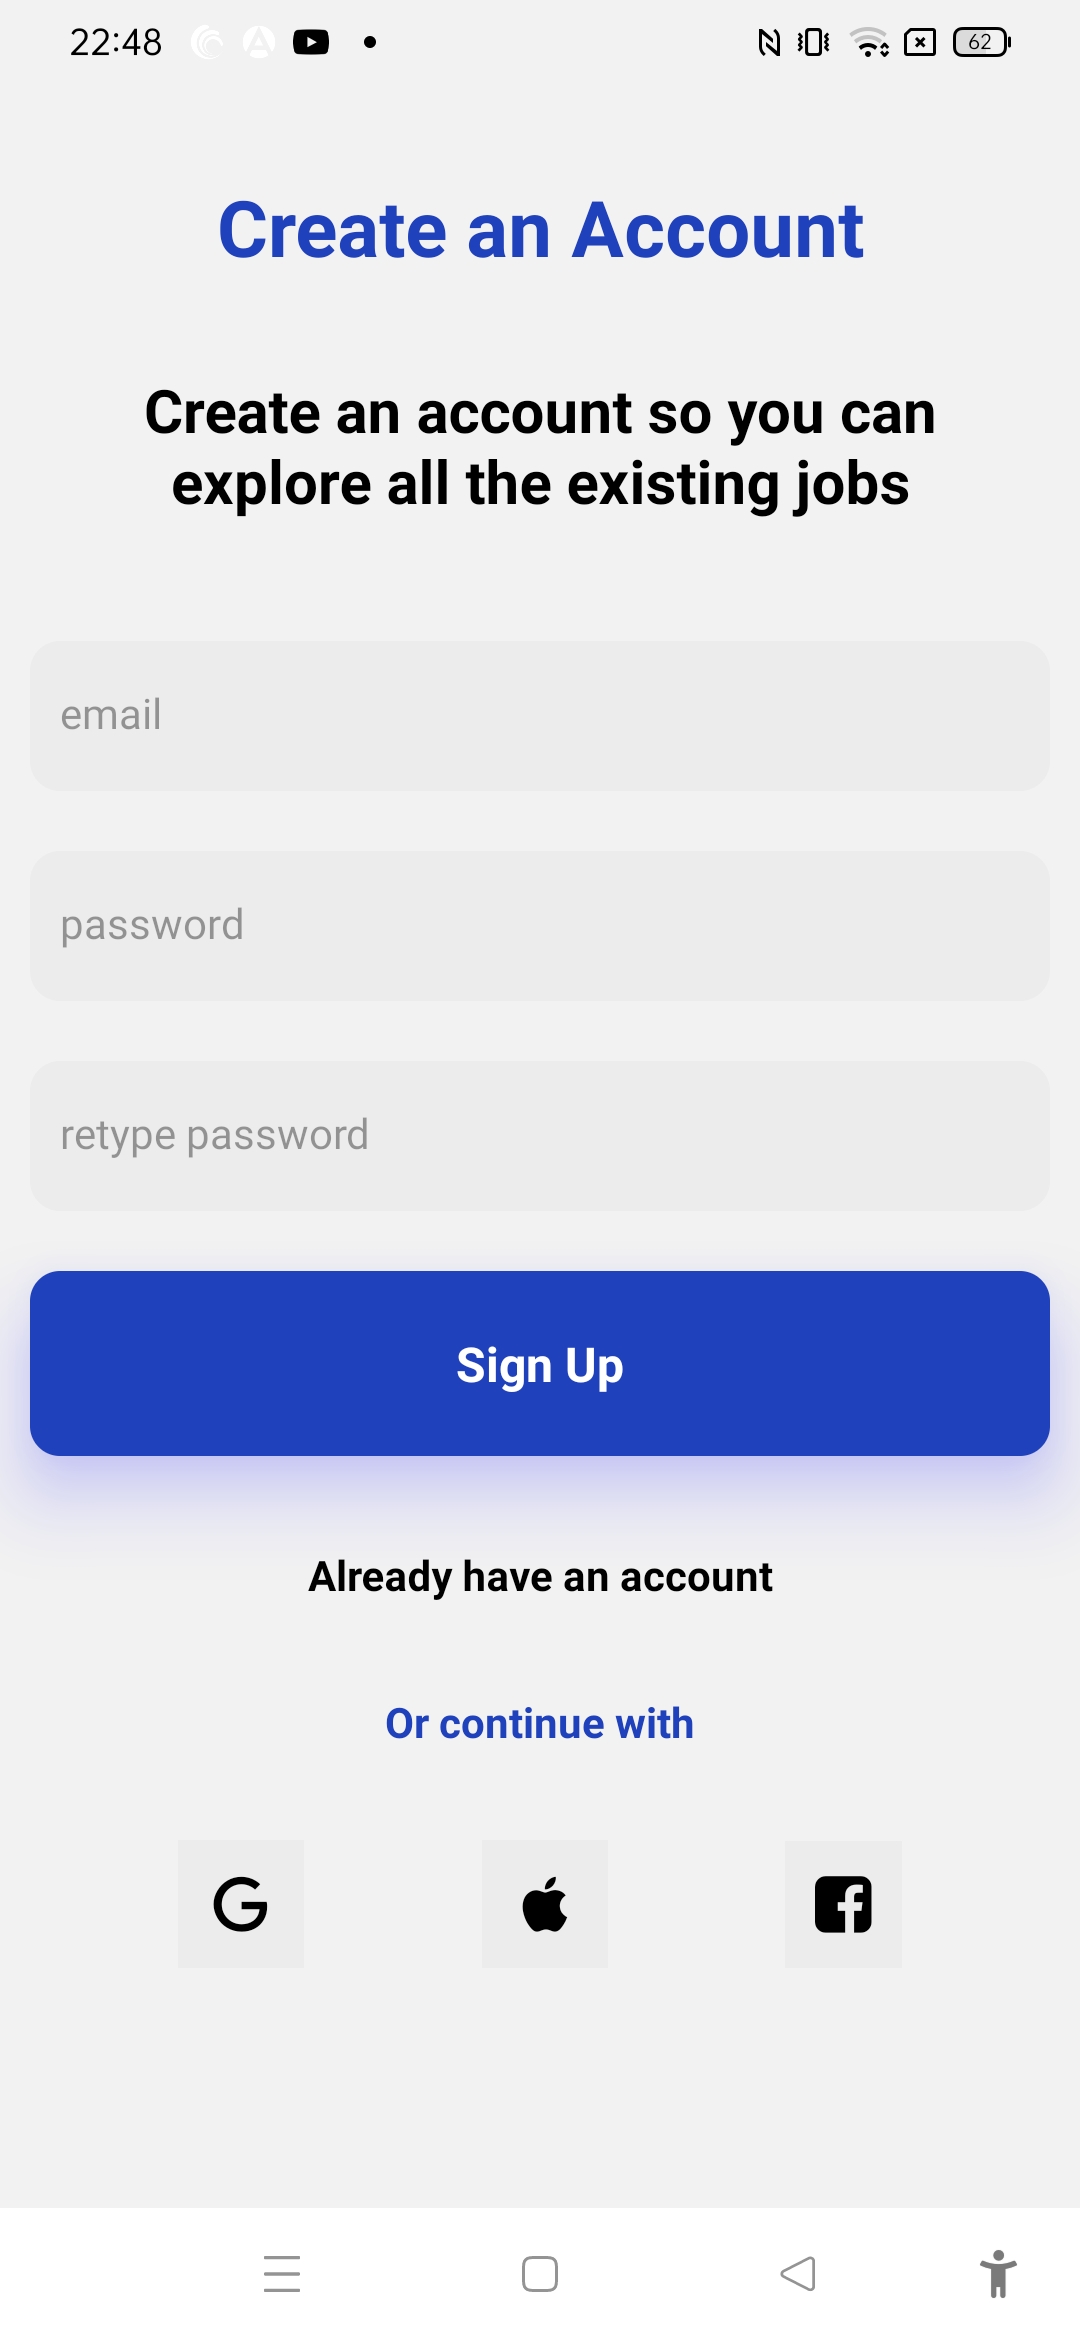 22:48
62
Create an Account
Create an account so you can
explore all the existing jobs
email
password
retype password
Sign Up
Already have an account
Or continue with